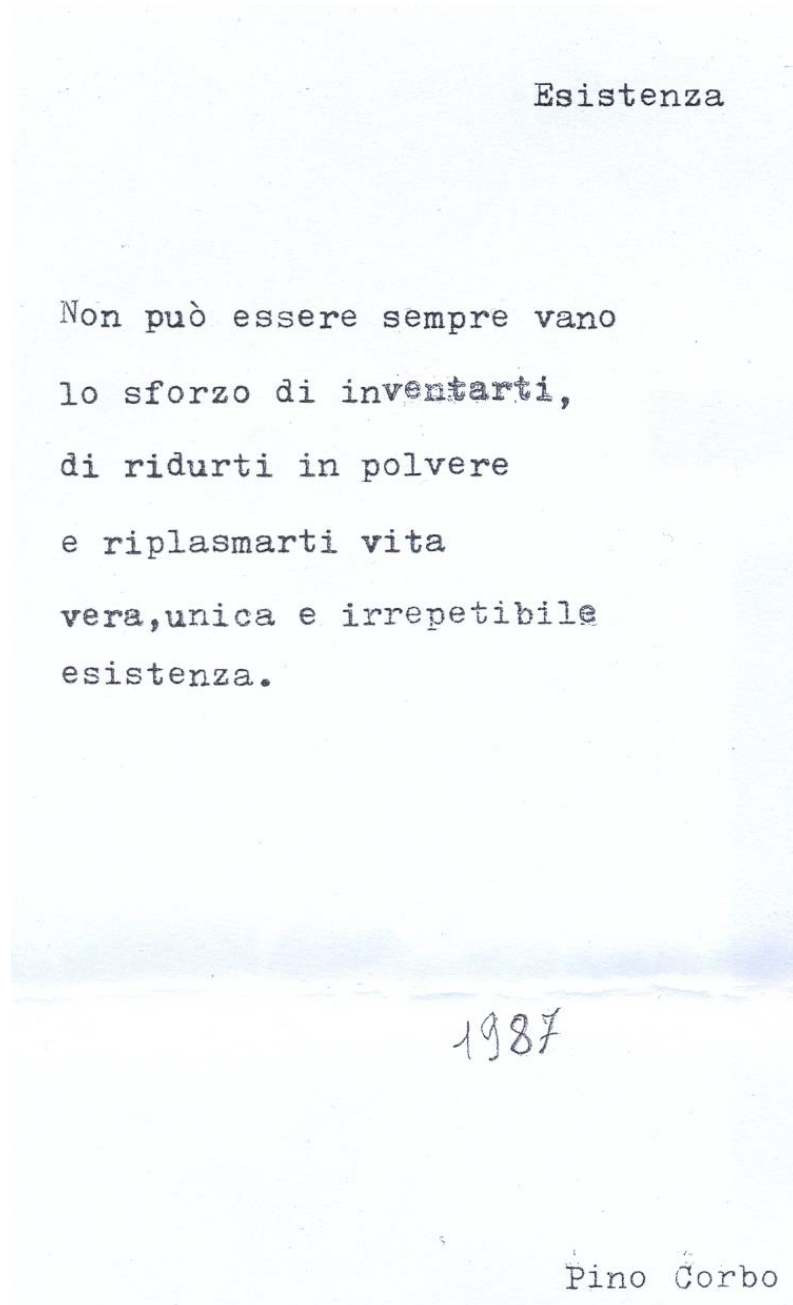 Esistenza
Non può essere sempre vano
lo sforzo di inventarti,
di ridurti in polvere
e riplasmarti vita
vera,unica e irrepetibile
esistenza.
1987
Pino Corbo